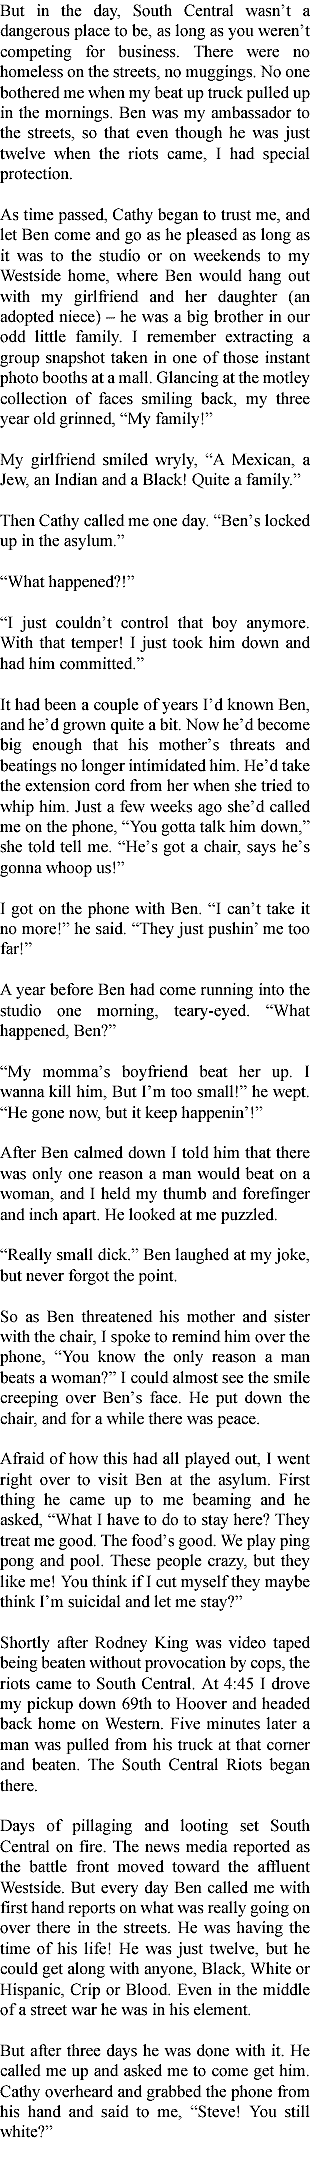 But in the day, South Central wasn’t a
dangerous place to be, as long as you weren’t
competing for business. There were no
homeless on the streets, no muggings. No one
bothered me when my beat up truck pulled up
in the mornings. Ben was my ambassador to
the streets, so that even though he was just
twelve when the riots came, I had special
protection.

As time passed, Cathy began to trust me, and
let Ben come and go as he pleased as long as
it was to the studio or on weekends to my
Westside home, where Ben would hang out
with my girlfriend and her daughter (an
adopted niece) – he was a big brother in our
odd little family. I remember extracting a
group snapshot taken in one of those instant
photo booths at a mall. Glancing at the motley
collection of faces smiling back, my three
year old grinned, “My family!”

My girlfriend smiled wryly, “A Mexican, a
Jew, an Indian and a Black! Quite a family.”

Then Cathy called me one day. “Ben’s locked
up in the asylum.”

“What happened?!”

“I just couldn’t control that boy anymore.
With that temper! I just took him down and
had him committed.”

It had been a couple of years I’d known Ben,
and he’d grown quite a bit. Now he’d become
big enough that his mother’s threats and
beatings no longer intimidated him. He’d take
the extension cord from her when she tried to
whip him. Just a few weeks ago she’d called
me on the phone, “You gotta talk him down,”
she told tell me. “He’s got a chair, says he’s
gonna whoop us!”

I got on the phone with Ben. “I can’t take it
no more!” he said. “They just pushin’ me too
far!”

A year before Ben had come running into the
studio one morning, teary-eyed. “What
happened, Ben?”

“My momma’s boyfriend beat her up. I
wanna kill him, But I’m too small!” he wept.
“He gone now, but it keep happenin’!”

After Ben calmed down I told him that there
was only one reason a man would beat on a
woman, and I held my thumb and forefinger
and inch apart. He looked at me puzzled.

“Really small dick.” Ben laughed at my joke,
but never forgot the point.

So as Ben threatened his mother and sister
with the chair, I spoke to remind him over the
phone, “You know the only reason a man
beats a woman?” I could almost see the smile
creeping over Ben’s face. He put down the
chair, and for a while there was peace.

Afraid of how this had all played out, I went
right over to visit Ben at the asylum. First
thing he came up to me beaming and he
asked, “What I have to do to stay here? They
treat me good. The food’s good. We play ping
pong and pool. These people crazy, but they
like me! You think if I cut myself they maybe
think I’m suicidal and let me stay?”

Shortly after Rodney King was video taped
being beaten without provocation by cops, the
riots came to South Central. At 4:45 I drove
my pickup down 69th to Hoover and headed
back home on Western. Five minutes later a
man was pulled from his truck at that corner
and beaten. The South Central Riots began
there.

Days of pillaging and looting set South
Central on fire. The news media reported as
the battle front moved toward the affluent
Westside. But every day Ben called me with
first hand reports on what was really going on
over there in the streets. He was having the
time of his life! He was just twelve, but he
could get along with anyone, Black, White or
Hispanic, Crip or Blood. Even in the middle
of a street war he was in his element.

But after three days he was done with it. He
called me up and asked me to come get him.
Cathy overheard and grabbed the phone from
his hand and said to me, “Steve! You still
white?”